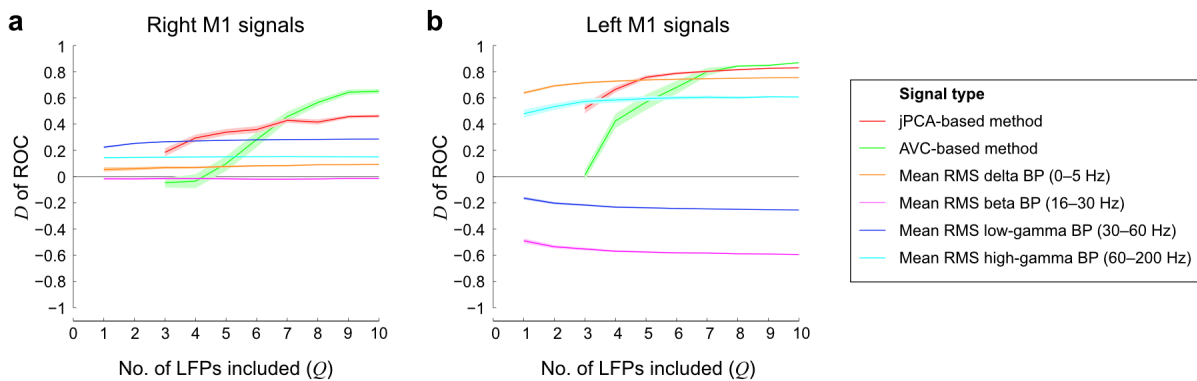 a
Right M1 signals
1
0.8
0.6
0.4
0.2
0
−0.2
−0.4
−0.6
−0.8
−1
D of ROC
0 1 2 3 4 5 6 7 8 9 10
No. of LFPs included (Q)
b
Left M1 signals
1
0.8
0.6
0.4
0.2
0
−0.2
−0.4
−0.6
−0.8
−1
D of ROC
0 1 2 3 4 5 6 7 8 9 10
No. of LFPs included (Q)
Signal type
jPCA-based method
AVC-based method
Mean RMS delta BP (0–5 Hz)
Mean RMS beta BP (16–30 Hz)
Mean RMS low-gamma BP (30–60 Hz)
Mean RMS high-gamma BP (60–200 Hz)